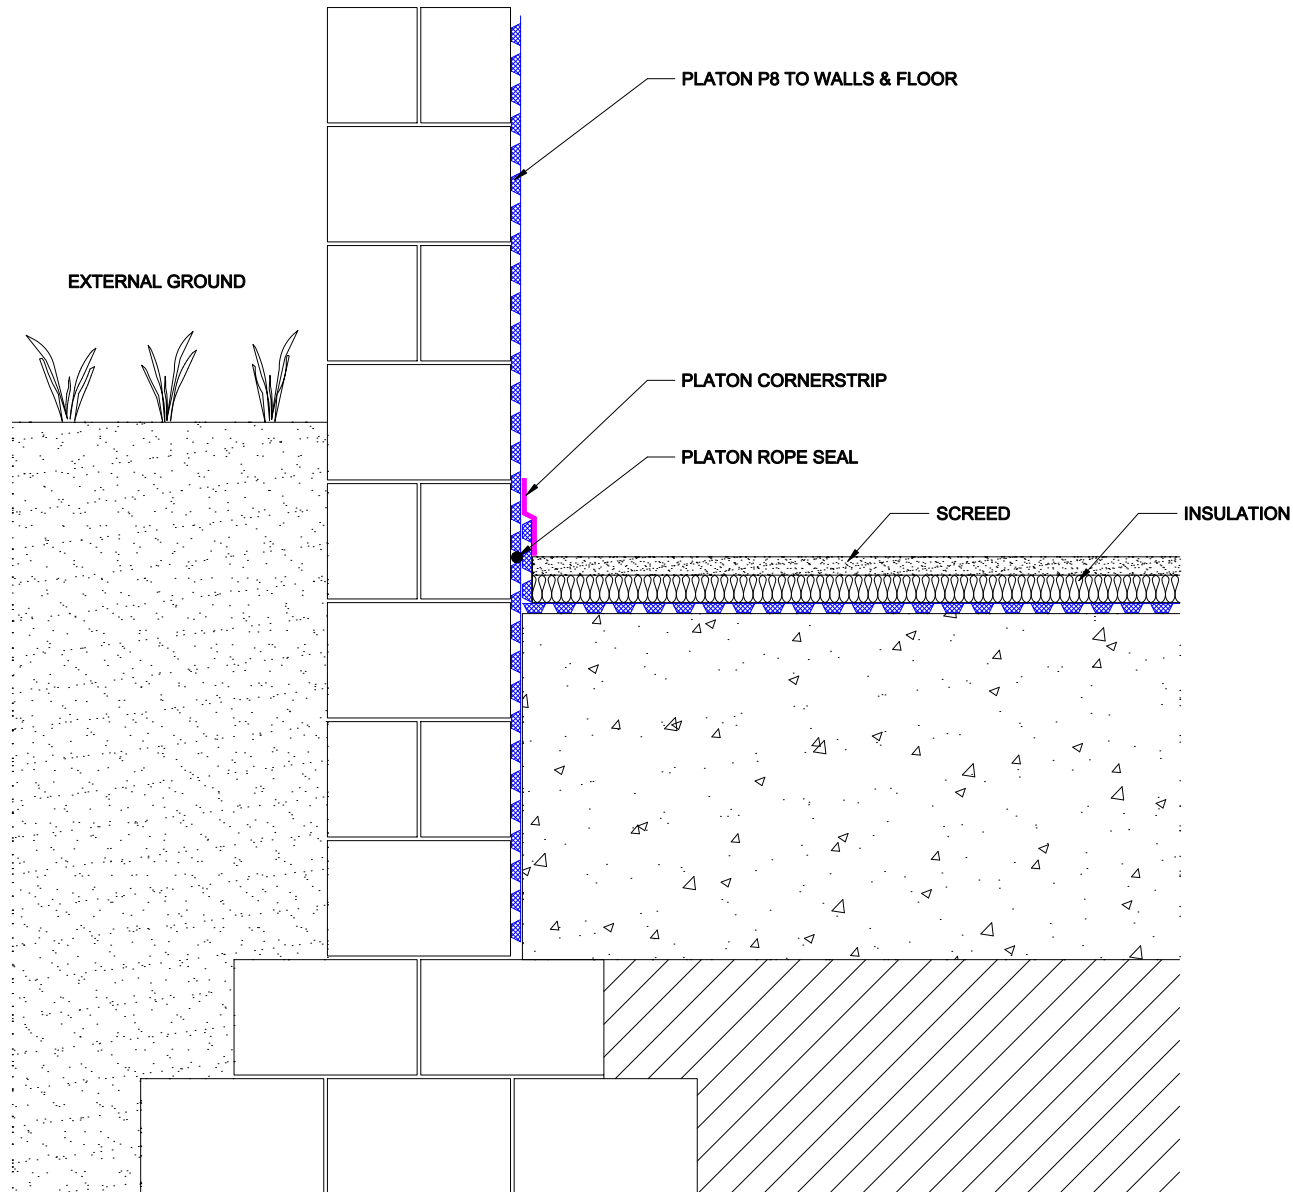 PLATON P8 TO WALLS & FLOOR
EXTERNAL GROUND
PLATON CORNERSTRIP
PLATON ROPE SEAL
SCREED
INSULATION